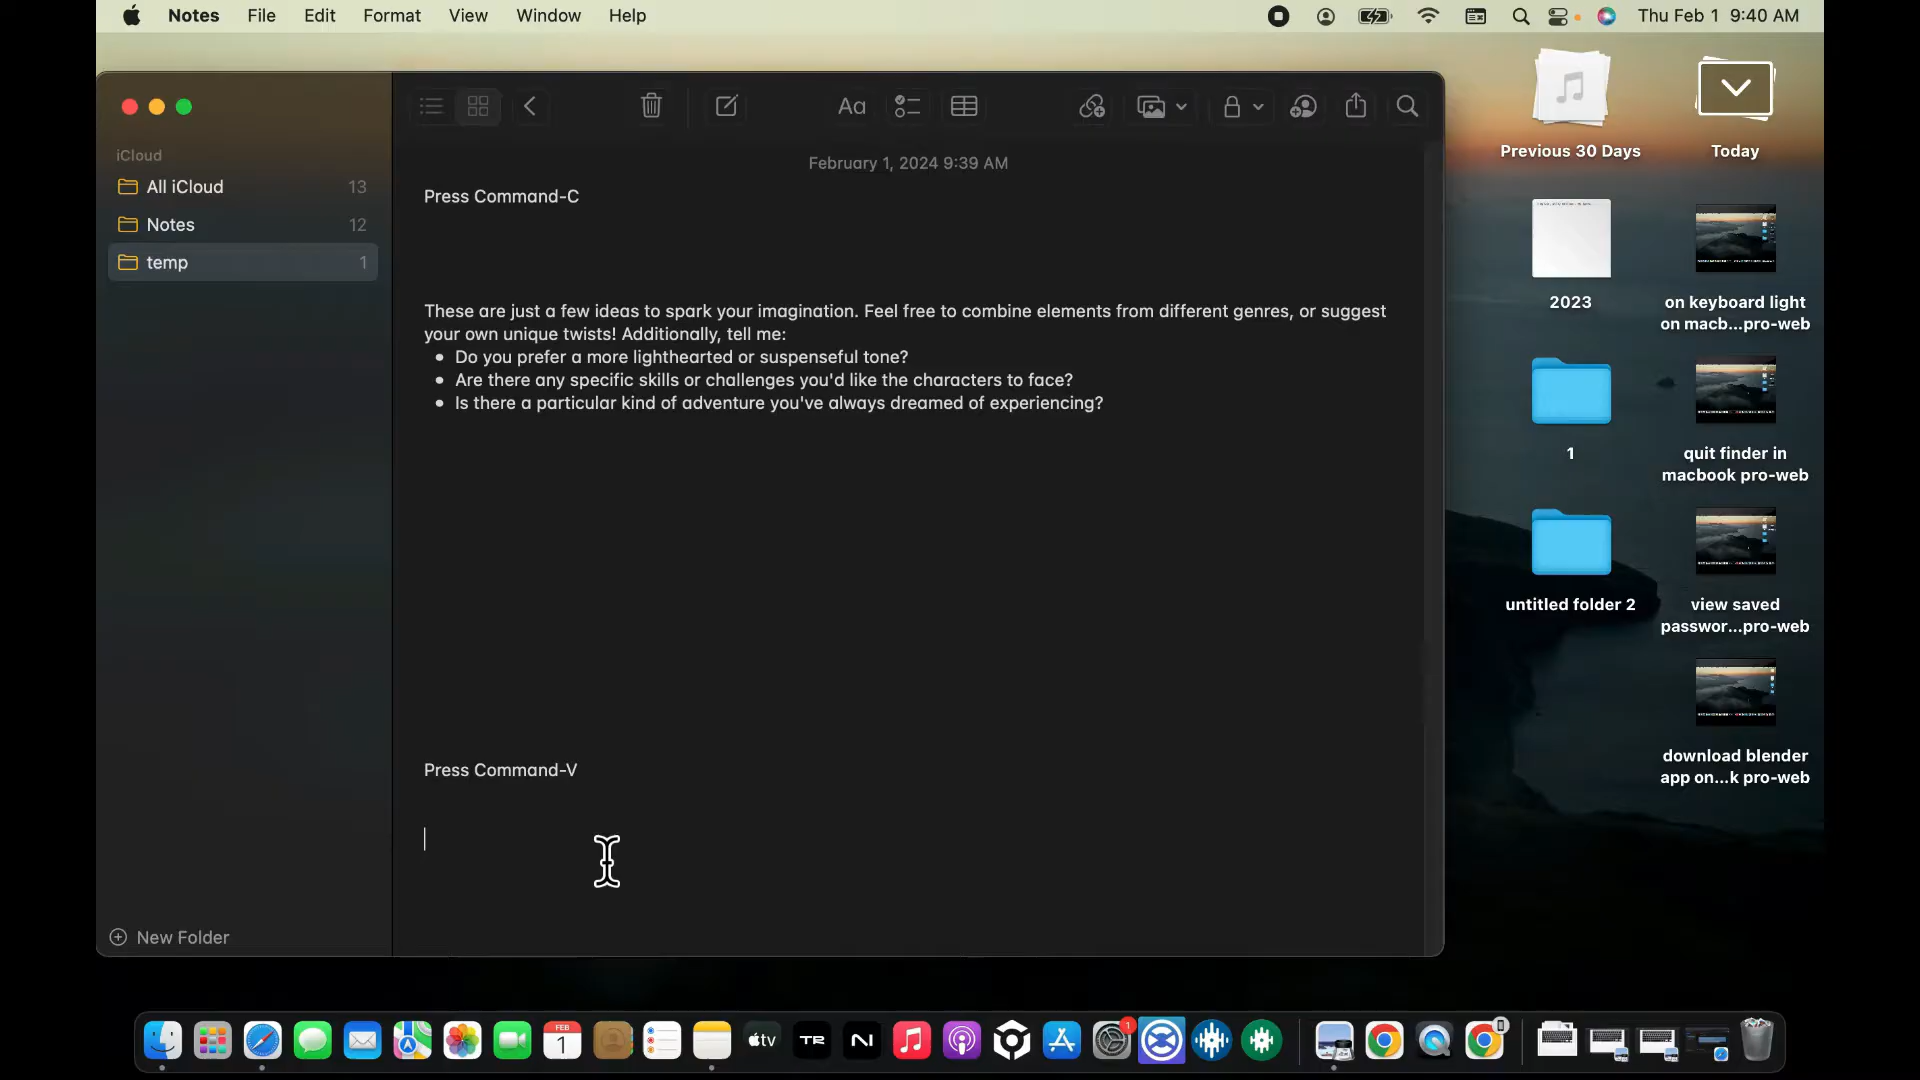 Notes File Edit Format View Window Help
Thu Feb 1 9:40 AM
iCloud
All iCloud 13
Notes 12
temp 1
New Folder
Aa
February 1, 2024 9:39 AM
Press Command-C
These are just a few ideas to spark your imagination. Feel free to combine elements from different genres, or suggest
your own unique twists! Additionally, tell me:
• Do you prefer a more lighthearted or suspenseful tone?
• Are there any specific skills or challenges you'd like the characters to face?
• Is there a particular kind of adventure you've always dreamed of experiencing?
Press Command-V
Previous 30 Days
Today
2023
on keyboard light
on macb...pro-web
1
quit finder in
macbook pro-web
untitled folder 2
view saved
passwor...pro-web
download blender
app on...k pro-web
FEB
1
tv
TR
N
1